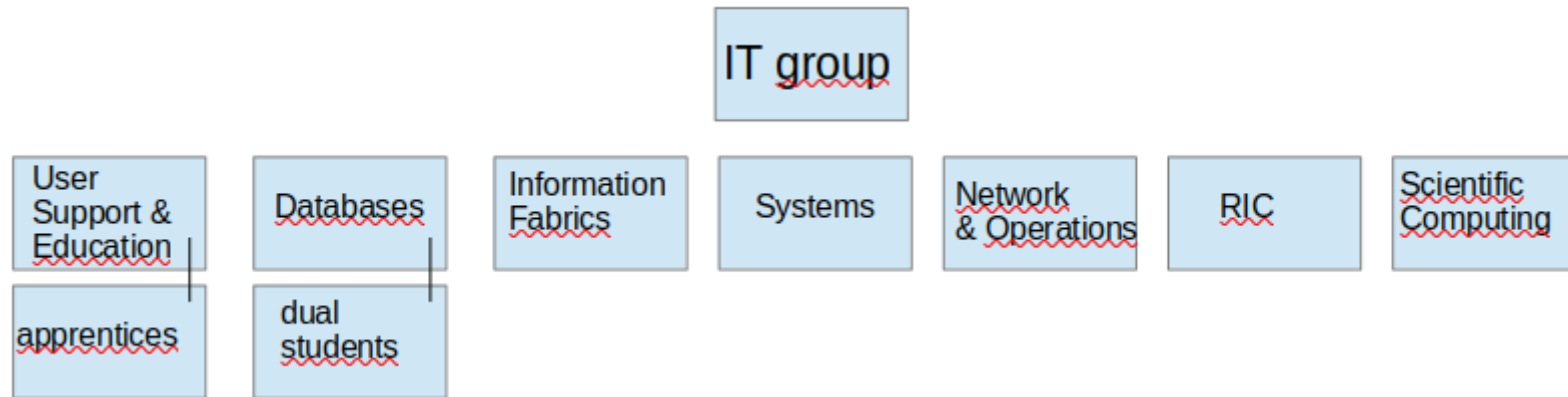 IT group
User
Support &
Education
Databases
Information
Fabrics
Systems
Network
& Operations
RIC
Scientific
Computing
apprentices
dual
students